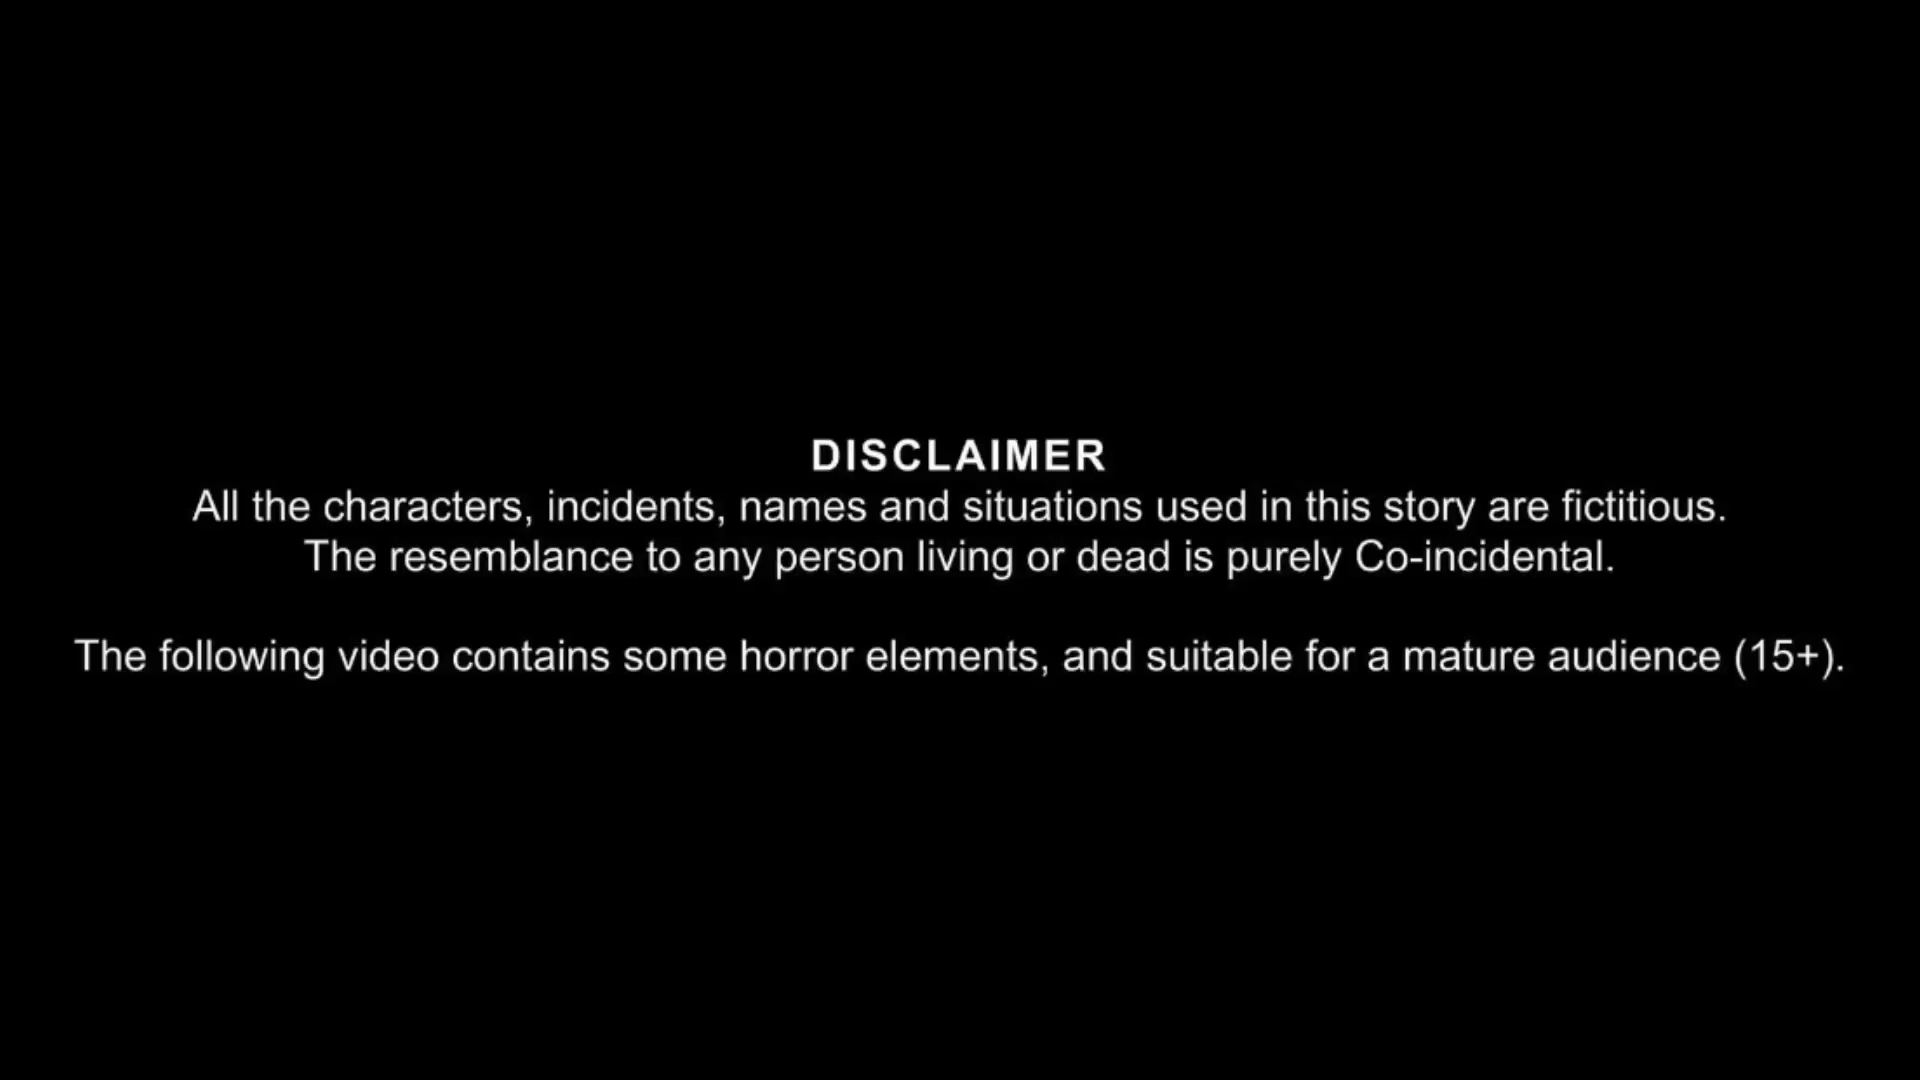 DISCLAIMER
All the characters, incidents, names and situations used in this story are fictitious.
The resemblance to any person living or dead is purely Co-incidental.
The following video contains some horror elements, and suitable for a mature audience (15+).